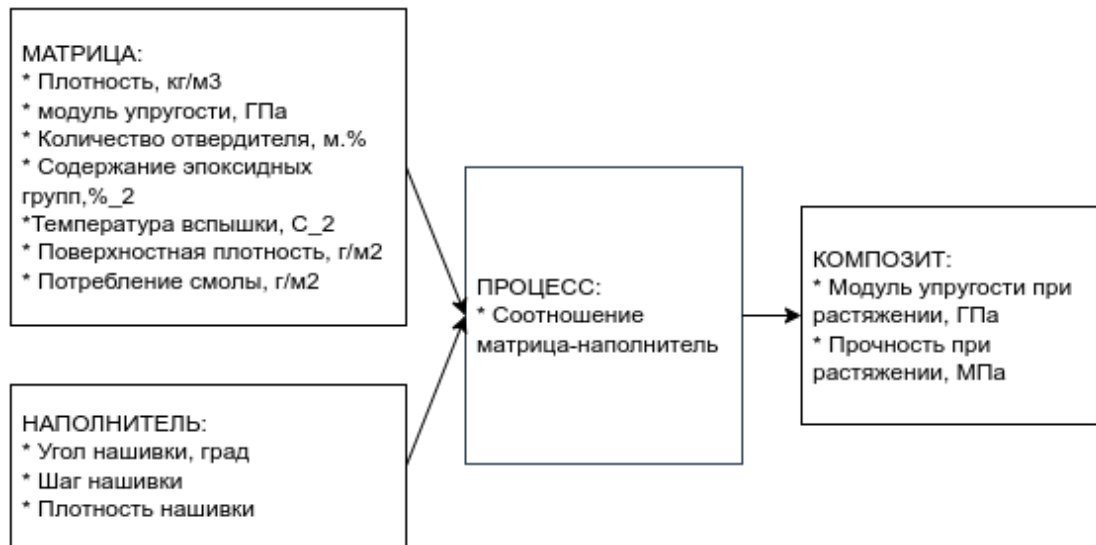 МАТРИЦА:
* Плотность, кг/м3
* модуль упругости, ГПа
* Количество отвердителя, м.%
* Содержание эпоксидных
групп,%_2
*Температура вспышки, С_2
* Поверхностная плотность, г/м2
* Потребление смолы, г/м2
НАПОЛНИТЕЛЬ:
* Угол нашивки, град
* Шаг нашивки
* Плотность нашивки
ПРОЦЕСС:
* Соотношение
матрица-наполнитель
КОМПОЗИТ:
* Модуль упругости при
растяжении, ГПа
* Прочность при
растяжении, МПа